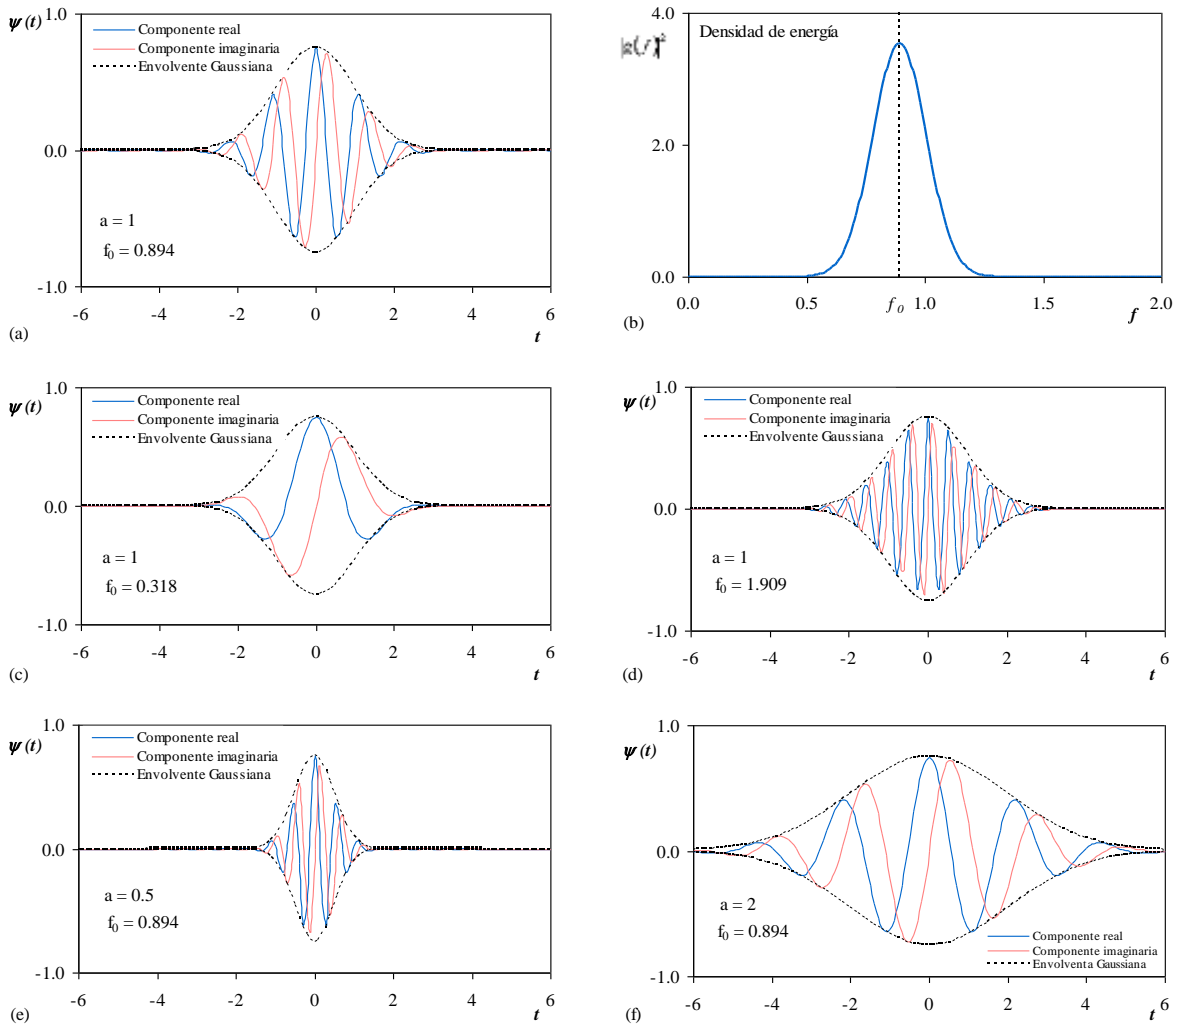 ψ(t)
1.0
0.0
-1.0
Componente real
Componente imaginaria
Envolvente Gaussiana
a = 1
f₀ = 0.894
-6 -4 -2 0 2 4 6
(a)
t
|g(f)|²
4.0
2.0
0.0
Densidad de energía
0.0 0.5 f₀ 1.0 1.5 2.0
(b)
f
ψ(t)
1.0
0.0
-1.0
Componente real
Componente imaginaria
Envolvente Gaussiana
a = 1
f₀ = 0.318
-6 -4 -2 0 2 4 6
(c)
t
ψ(t)
1.0
0.0
-1.0
Componente real
Componente imaginaria
Envolvente Gaussiana
a = 1
f₀ = 1.909
-6 -4 -2 0 2 4 6
(d)
t
ψ(t)
1.0
0.0
-1.0
Componente real
Componente imaginaria
Envolvente Gaussiana
a = 0.5
f₀ = 0.894
-6 -4 -2 0 2 4 6
(e)
t
ψ(t)
1.0
0.0
-1.0
a = 2
f₀ = 0.894
Componente real
Componente imaginaria
Envolventa Gaussiana
-6 -4 -2 0 2 4 6
(f)
t